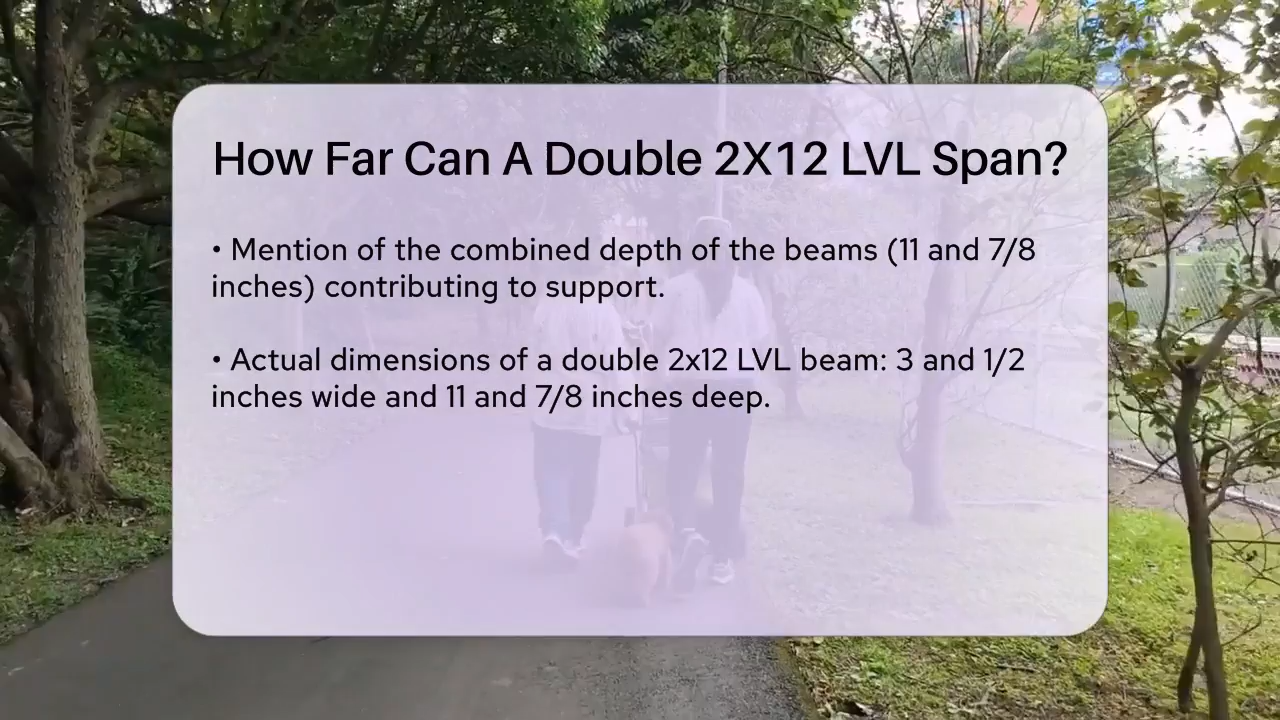 How Far Can A Double 2X12 LVL Span?
• Mention of the combined depth of the beams (11 and 7/8
inches) contributing to support.
• Actual dimensions of a double 2x12 LVL beam: 3 and 1/2
inches wide and 11 and 7/8 inches deep.